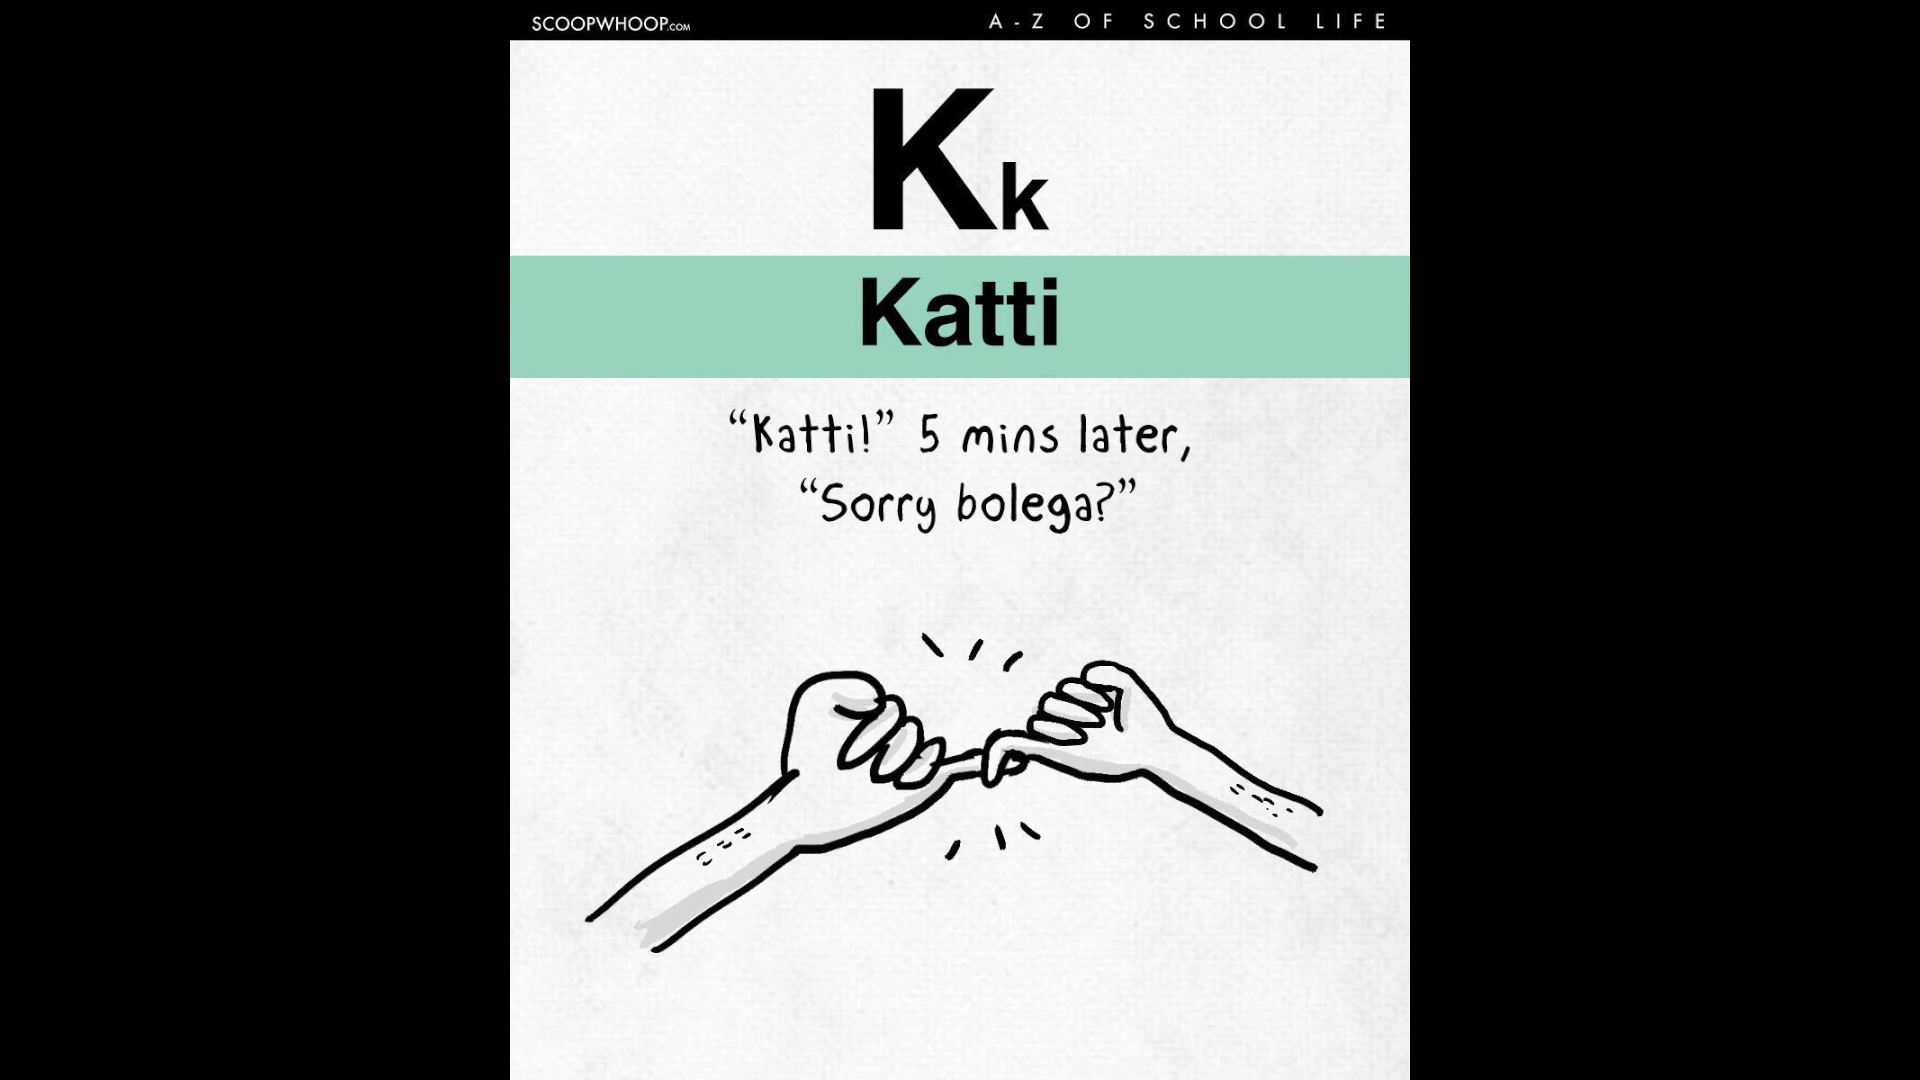 SCOOPWHOOP.COM
A-Z OF SCHOOL LIFE
Kk
Katti
“Katti!” 5 mins later,
“Sorry bolega?”